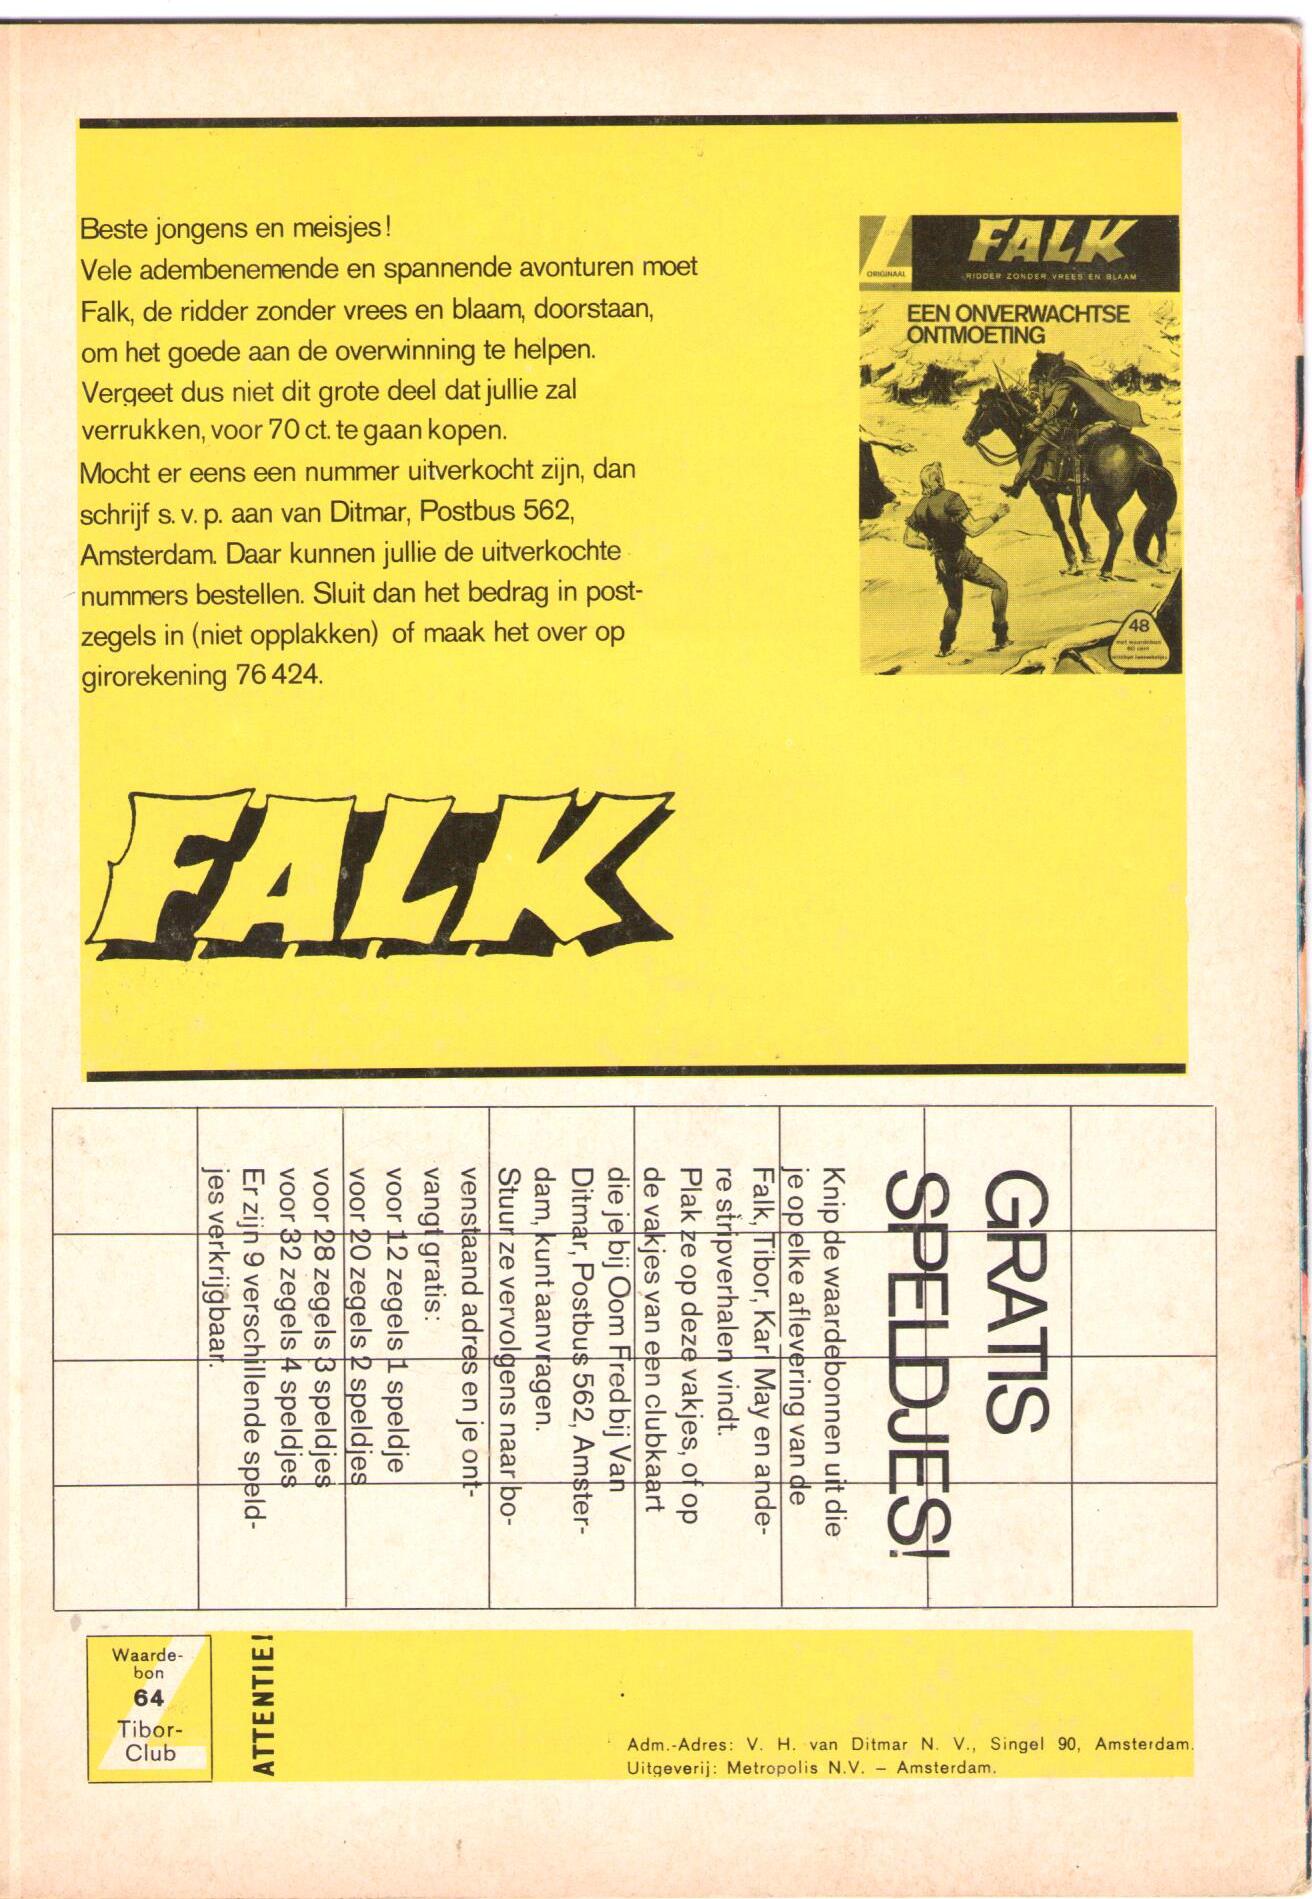 Beste jongens en meisjes!
Vele adembenemende en spannende avonturen moet
Falk, de ridder zonder vrees en blaam, doorstaan,
om het goede aan de overwinning te helpen.
Vergeet dus niet dit grote deel dat jullie zal
verrukken, voor 70 ct. te gaan kopen.
Mocht er eens een nummer uitverkocht zijn, dan
schrijf s. v. p. aan van Ditmar, Postbus 562,
Amsterdam. Daar kunnen jullie de uitverkochte
nummers bestellen. Sluit dan het bedrag in post-
zegels in (niet opplakken) of maak het over op
girorekening 76 424.
ORIGINAAL
FALK
RIDDER ZONDER VREES EN BLAAM
EEN ONVERWACHTSE
ONTMOETING
48
met waardebon
FALK
GRATIS
SPELDJES!
Knip de waardebonnen uit die
je op elke aflevering van de
Falk, Tibor, Karl May en ande-
re stripverhalen vindt.
Plak ze op deze vakjes, of op
de vakjes van een clubkaart
die je bij Oom Fred bij Van
Ditmar, Postbus 562, Amster-
dam, kunt aanvragen.
Stuur ze vervolgens naar bo-
venstaand adres en je ont-
vangt gratis:
voor 12 zegels 1 speldje
voor 20 zegels 2 speldjes
voor 28 zegels 3 speldjes
voor 32 zegels 4 speldjes
Er zijn 9 verschillende speld-
jes verkrijgbaar.
Waarde-
bon
64
Tibor-
Club
ATTENTIE!
Adm.-Adres: V. H. van Ditmar N. V., Singel 90, Amsterdam.
Uitgeverij: Metropolis N.V. – Amsterdam.